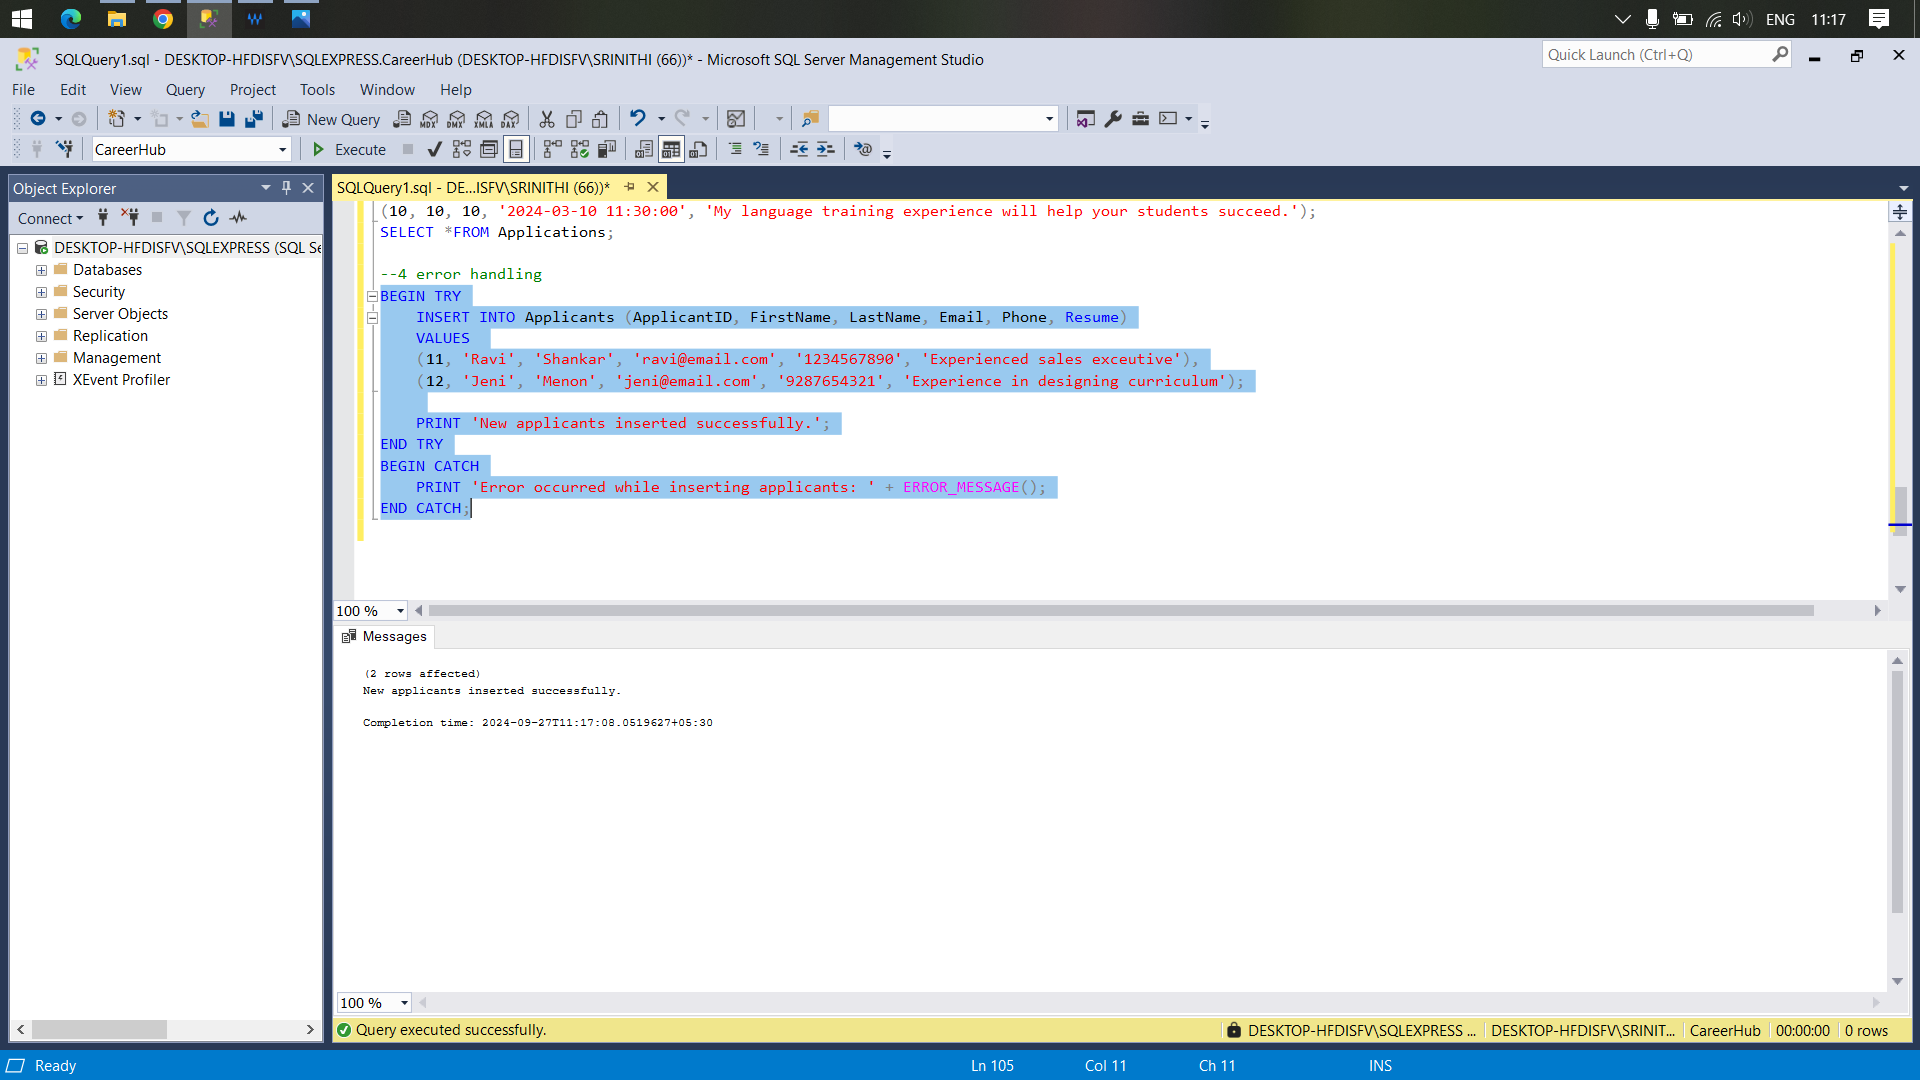 ENG 11:17
SQLQuery1.sql - DESKTOP-HFDISFV\SQLEXPRESS.CareerHub (DESKTOP-HFDISFV\SRINITHI (66))* - Microsoft SQL Server Management Studio
Quick Launch (Ctrl+Q)
File Edit View Query Project Tools Window Help
New Query MDX DMX XMLA DAX
CareerHub Execute
Object Explorer
SQLQuery1.sql - DE...ISFV\SRINITHI (66))*
Connect
DESKTOP-HFDISFV\SQLEXPRESS (SQL Se
Databases
Security
Server Objects
Replication
Management
XEvent Profiler
(10, 10, 10, '2024-03-10 11:30:00', 'My language training experience will help your students succeed.');
SELECT *FROM Applications;
--4 error handling
BEGIN TRY
INSERT INTO Applicants (ApplicantID, FirstName, LastName, Email, Phone, Resume)
VALUES
(11, 'Ravi', 'Shankar', 'ravi@email.com', '1234567890', 'Experienced sales exceutive'),
(12, 'Jeni', 'Menon', 'jeni@email.com', '9287654321', 'Experience in designing curriculum');
PRINT 'New applicants inserted successfully.';
END TRY
BEGIN CATCH
PRINT 'Error occurred while inserting applicants: ' + ERROR_MESSAGE();
END CATCH;
100 %
Messages
(2 rows affected)
New applicants inserted successfully.
Completion time: 2024-09-27T11:17:08.0519627+05:30
100 %
Query executed successfully.
DESKTOP-HFDISFV\SQLEXPRESS ... DESKTOP-HFDISFV\SRINIT... CareerHub 00:00:00 0 rows
Ready Ln 105 Col 11 Ch 11 INS